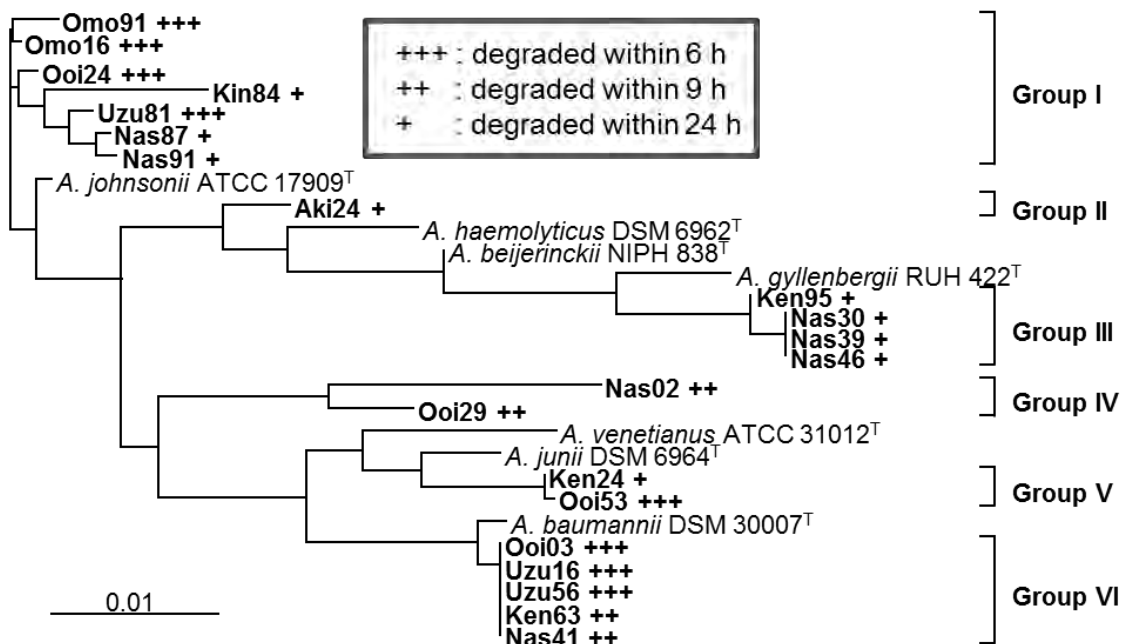 Omo91 +++
Omo16 +++
Ooi24 +++
Kin84 +
Uzu81 +++
Nas87 +
Nas91 +
A. johnsonii ATCC 17909T
Aki24 +
A. haemolyticus DSM 6962T
A. beijerinckii NIPH 838T
A. gyllenbergii RUH 422T
Ken95 +
Nas30 +
Nas39 +
Nas46 +
Nas02 ++
Ooi29 ++
A. venetianus ATCC 31012T
A. junii DSM 6964T
Ken24 +
Ooi53 +++
A. baumannii DSM 30007T
Ooi03 +++
Uzu16 +++
Uzu56 +++
Ken63 ++
Nas41 ++
0.01
+++ : degraded within 6 h
++ : degraded within 9 h
+ : degraded within 24 h
Group I
Group II
Group III
Group IV
Group V
Group VI